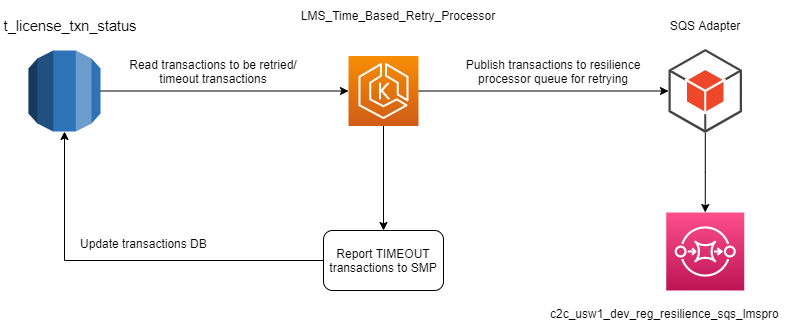 t_license_txn_status
LMS_Time_Based_Retry_Processor
SQS Adapter
Read transactions to be retried/
timeout transactions
Publish transactions to resilience
processor queue for retrying
K
Update transactions DB
Report TIMEOUT
transactions to SMP
c2c_usw1_dev_reg_resilience_sqs_lmspro